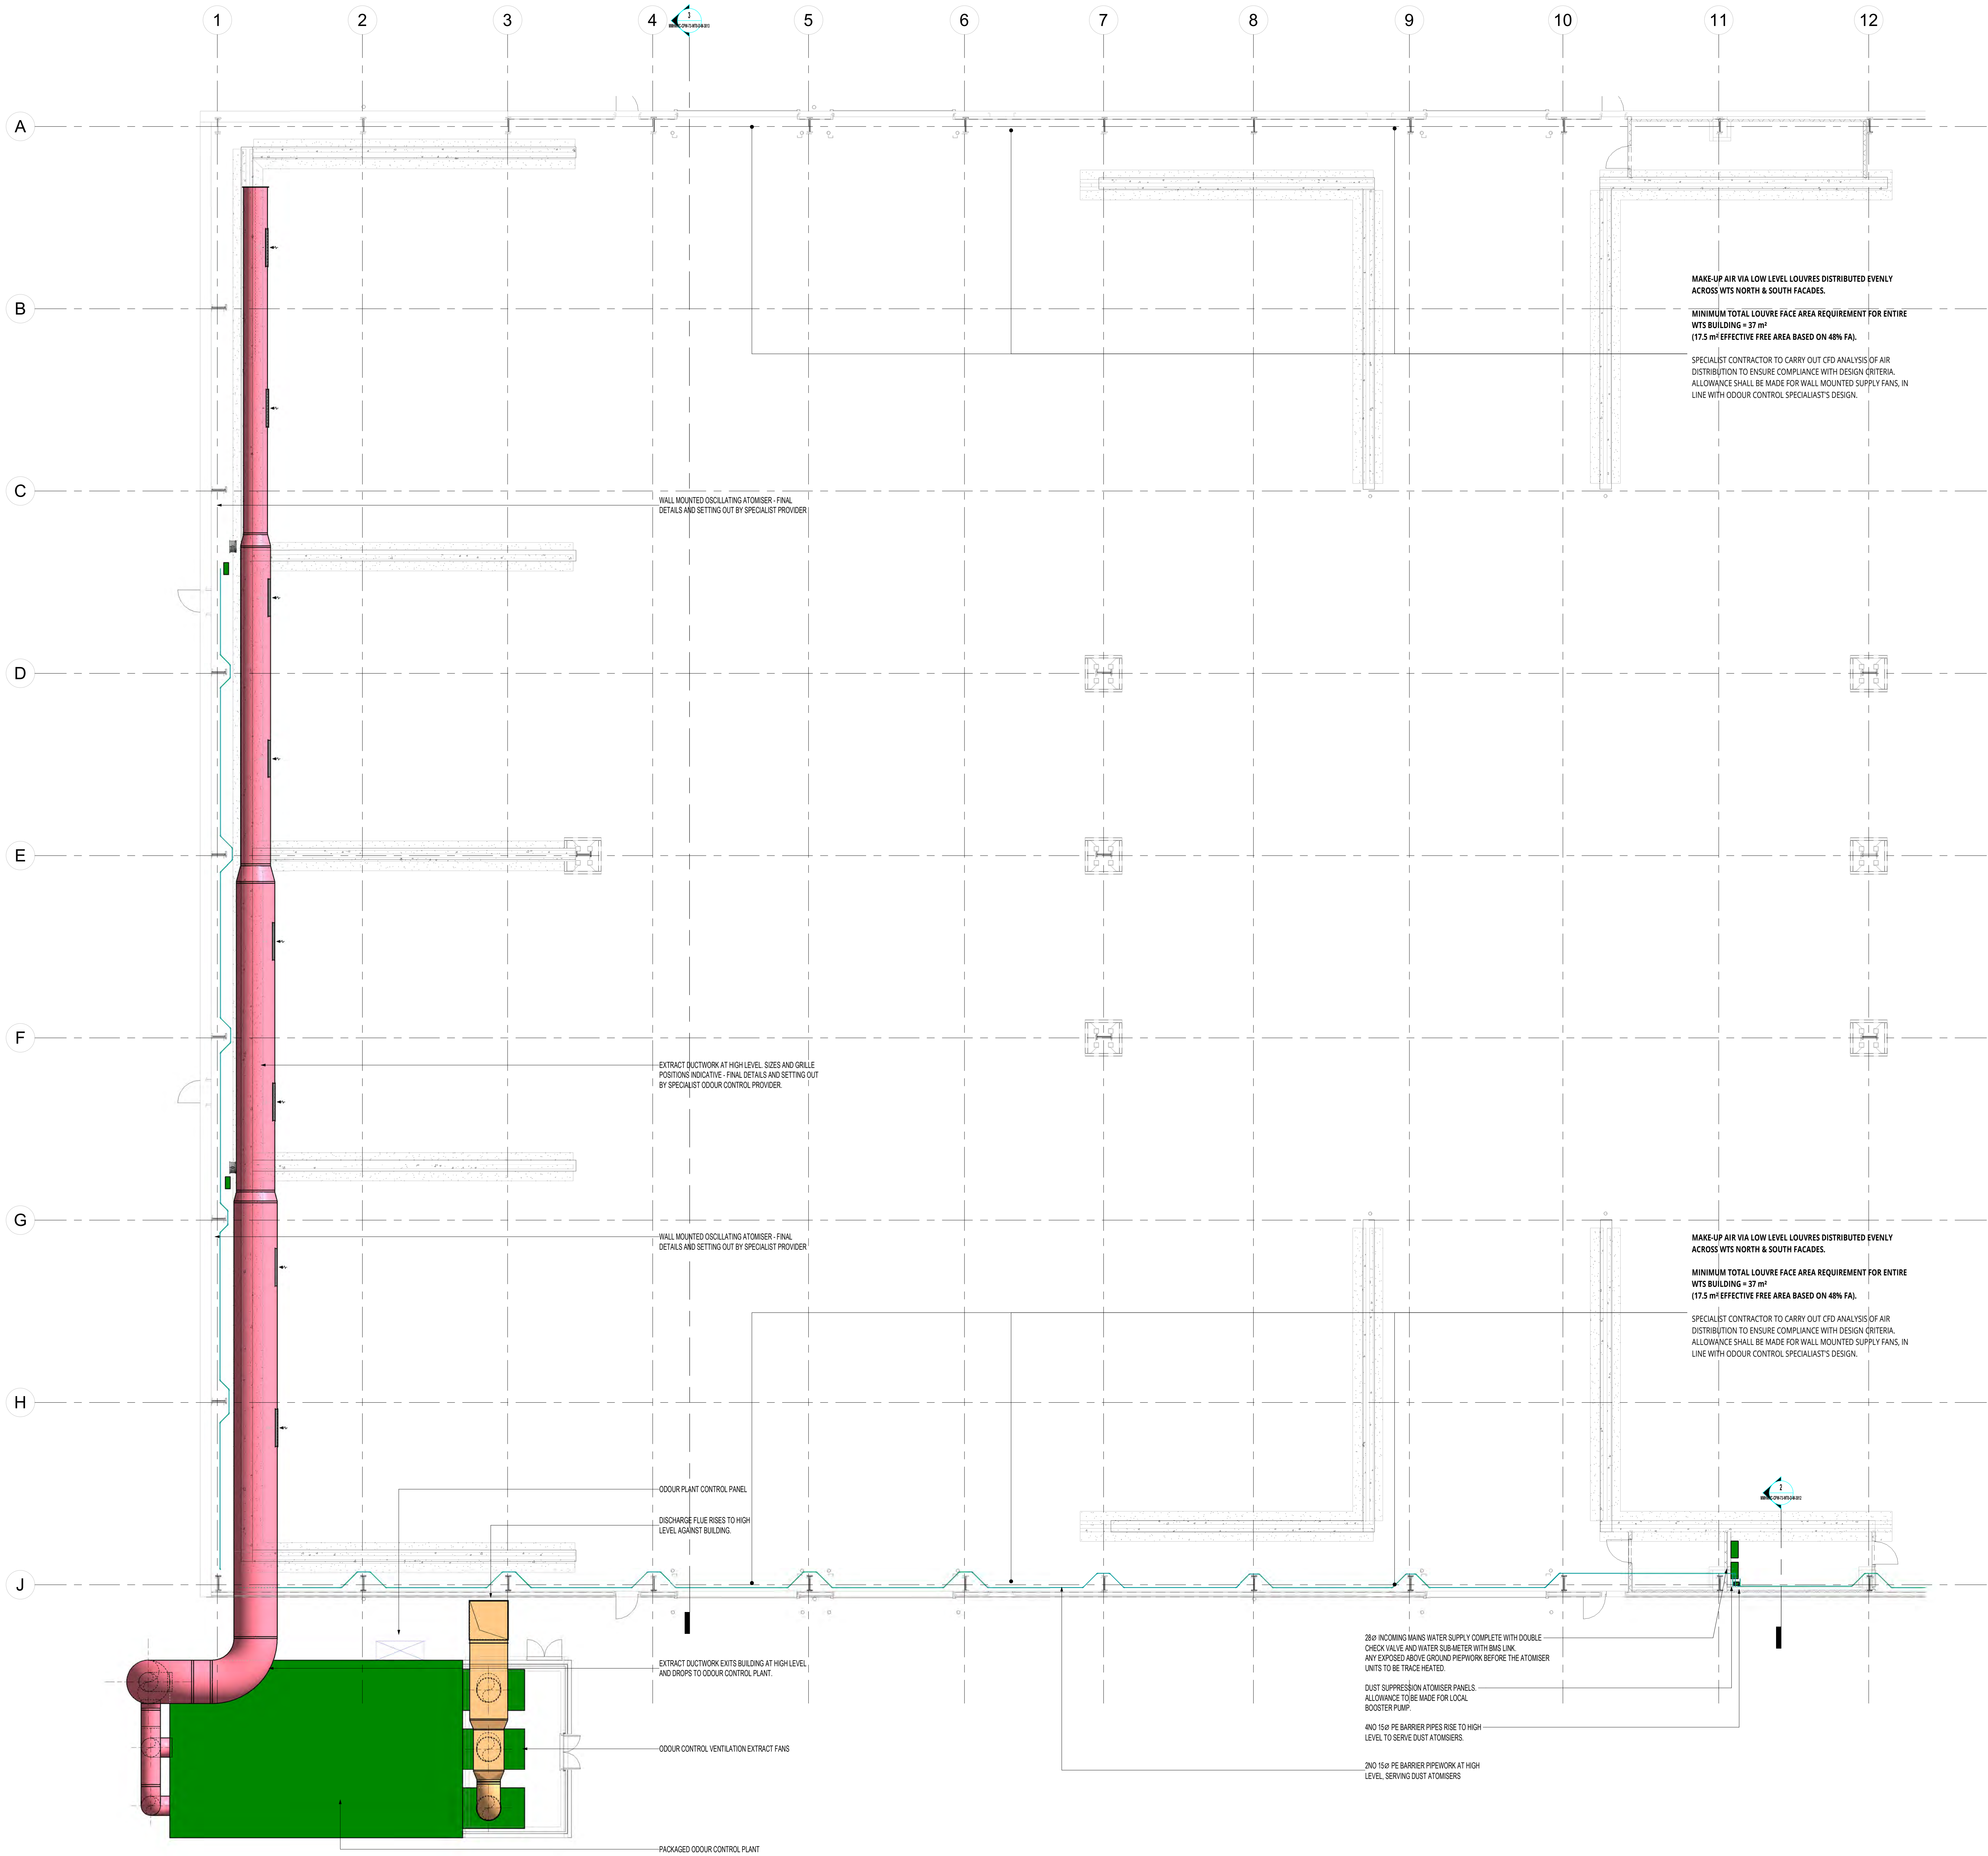 1 2 3 4 5 6 7 8 9 10 11 12
3
A
B
MAKE-UP AIR VIA LOW LEVEL LOUVRES DISTRIBUTED EVENLY
ACROSS WTS NORTH & SOUTH FACADES.
MINIMUM TOTAL LOUVRE FACE AREA REQUIREMENT FOR ENTIRE
WTS BUILDING = 37 m²
(17.5 m² EFFECTIVE FREE AREA BASED ON 48% FA).
SPECIALIST CONTRACTOR TO CARRY OUT CFD ANALYSIS OF AIR
DISTRIBUTION TO ENSURE COMPLIANCE WITH DESIGN CRITERIA.
ALLOWANCE SHALL BE MADE FOR WALL MOUNTED SUPPLY FANS, IN
LINE WITH ODOUR CONTROL SPECIALIAST'S DESIGN.
C
WALL MOUNTED OSCILLATING ATOMISER - FINAL
DETAILS AND SETTING OUT BY SPECIALIST PROVIDER
D
E
F
EXTRACT DUCTWORK AT HIGH LEVEL. SIZES AND GRILLE
POSITIONS INDICATIVE - FINAL DETAILS AND SETTING OUT
BY SPECIALIST ODOUR CONTROL PROVIDER.
G
WALL MOUNTED OSCILLATING ATOMISER - FINAL
DETAILS AND SETTING OUT BY SPECIALIST PROVIDER
MAKE-UP AIR VIA LOW LEVEL LOUVRES DISTRIBUTED EVENLY
ACROSS WTS NORTH & SOUTH FACADES.
MINIMUM TOTAL LOUVRE FACE AREA REQUIREMENT FOR ENTIRE
WTS BUILDING = 37 m²
(17.5 m² EFFECTIVE FREE AREA BASED ON 48% FA).
SPECIALIST CONTRACTOR TO CARRY OUT CFD ANALYSIS OF AIR
DISTRIBUTION TO ENSURE COMPLIANCE WITH DESIGN CRITERIA.
ALLOWANCE SHALL BE MADE FOR WALL MOUNTED SUPPLY FANS, IN
LINE WITH ODOUR CONTROL SPECIALIAST'S DESIGN.
H
ODOUR PLANT CONTROL PANEL
2
DISCHARGE FLUE RISES TO HIGH
LEVEL AGAINST BUILDING.
J
EXTRACT DUCTWORK EXITS BUILDING AT HIGH LEVEL
AND DROPS TO ODOUR CONTROL PLANT.
28ø INCOMING MAINS WATER SUPPLY COMPLETE WITH DOUBLE
CHECK VALVE AND WATER SUB-METER WITH BMS LINK.
ANY EXPOSED ABOVE GROUND PIEPWORK BEFORE THE ATOMISER
UNITS TO BE TRACE HEATED.
DUST SUPPRESSION ATOMISER PANELS.
ALLOWANCE TO BE MADE FOR LOCAL
BOOSTER PUMP.
4NO 15ø PE BARRIER PIPES RISE TO HIGH
LEVEL TO SERVE DUST ATOMSIERS.
ODOUR CONTROL VENTILATION EXTRACT FANS
2NO 15ø PE BARRIER PIPEWORK AT HIGH
LEVEL, SERVING DUST ATOMISERS
PACKAGED ODOUR CONTROL PLANT